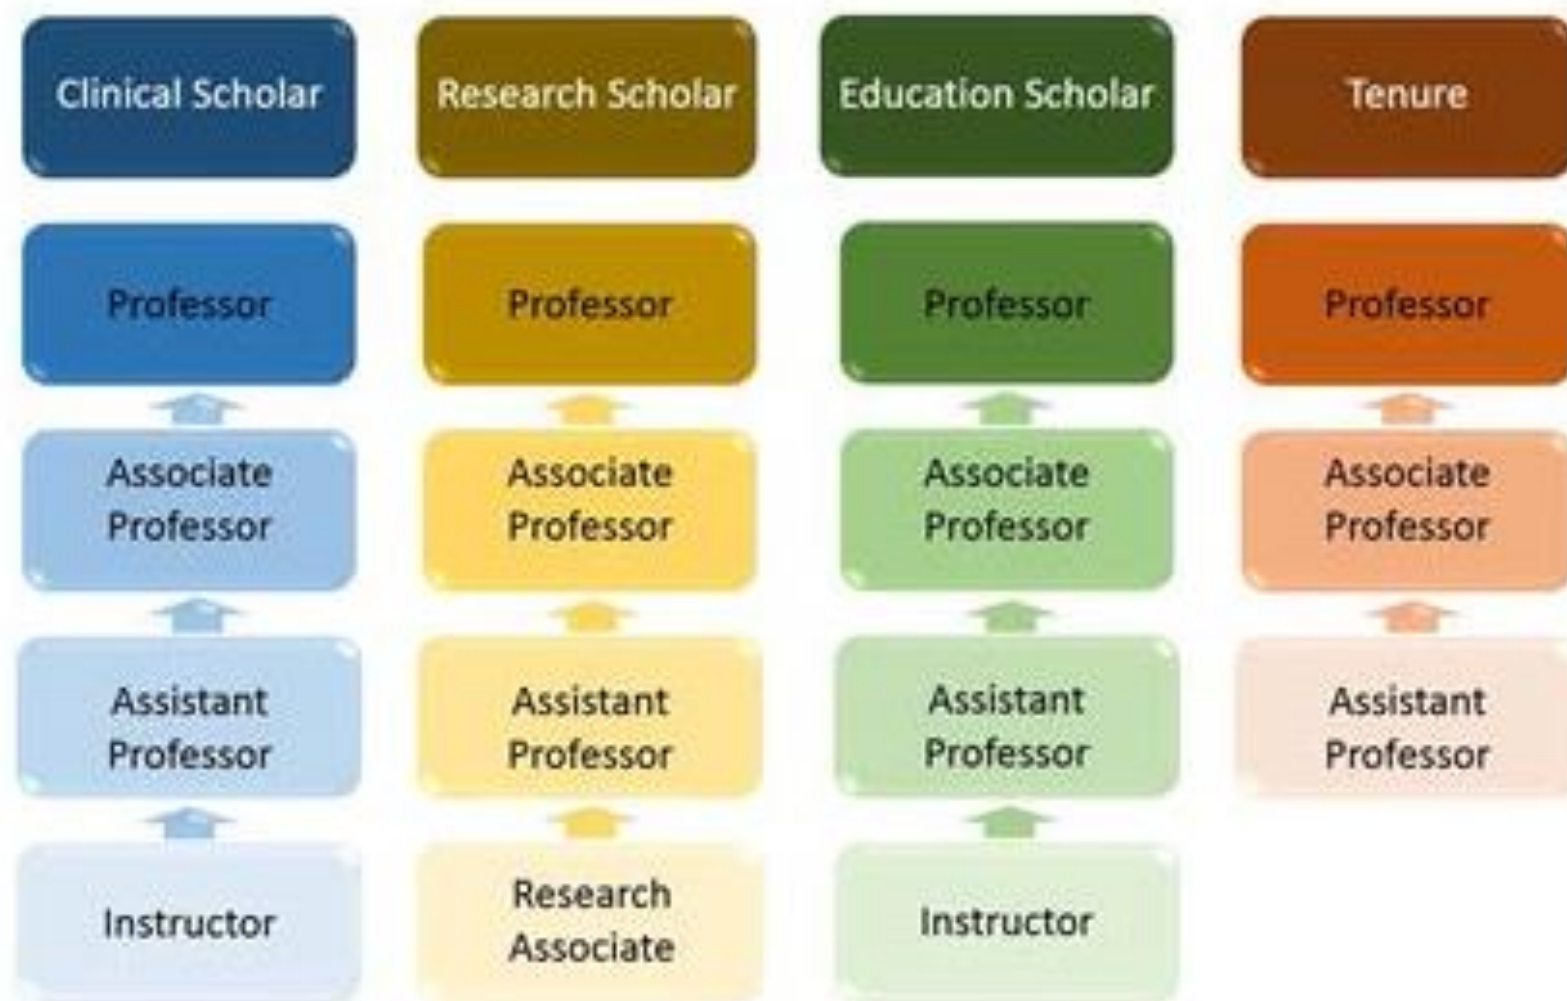 Clinical Scholar
Research Scholar
Education Scholar
Tenure
Professor
Professor
Professor
Professor
Associate
Professor
Associate
Professor
Associate
Professor
Associate
Professor
Assistant
Professor
Assistant
Professor
Assistant
Professor
Assistant
Professor
Instructor
Research
Associate
Instructor